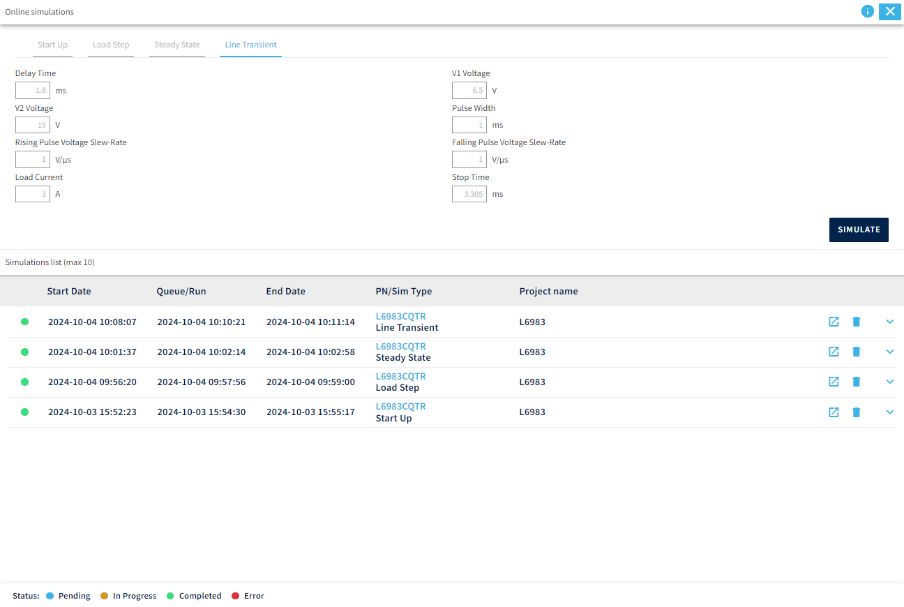 Online simulations
Start Up Load Step Steady State Line Transient
Delay Time V1 Voltage
1.8 ms 6.5 V
V2 Voltage Pulse Width
19 V 1 ms
Rising Pulse Voltage Slew-Rate Falling Pulse Voltage Slew-Rate
1 V/µs 1 V/µs
Load Current Stop Time
3 A 3.305 ms
SIMULATE
Simulations list (max 10)
Start Date Queue/Run End Date PN/Sim Type Project name
2024-10-04 10:08:07 2024-10-04 10:10:21 2024-10-04 10:11:14 L6983CQTR Line Transient L6983
2024-10-04 10:01:37 2024-10-04 10:02:14 2024-10-04 10:02:58 L6983CQTR Steady State L6983
2024-10-04 09:56:20 2024-10-04 09:57:56 2024-10-04 09:59:00 L6983CQTR Load Step L6983
2024-10-03 15:52:23 2024-10-03 15:54:30 2024-10-03 15:55:17 L6983CQTR Start Up L6983
Status: Pending In Progress Completed Error